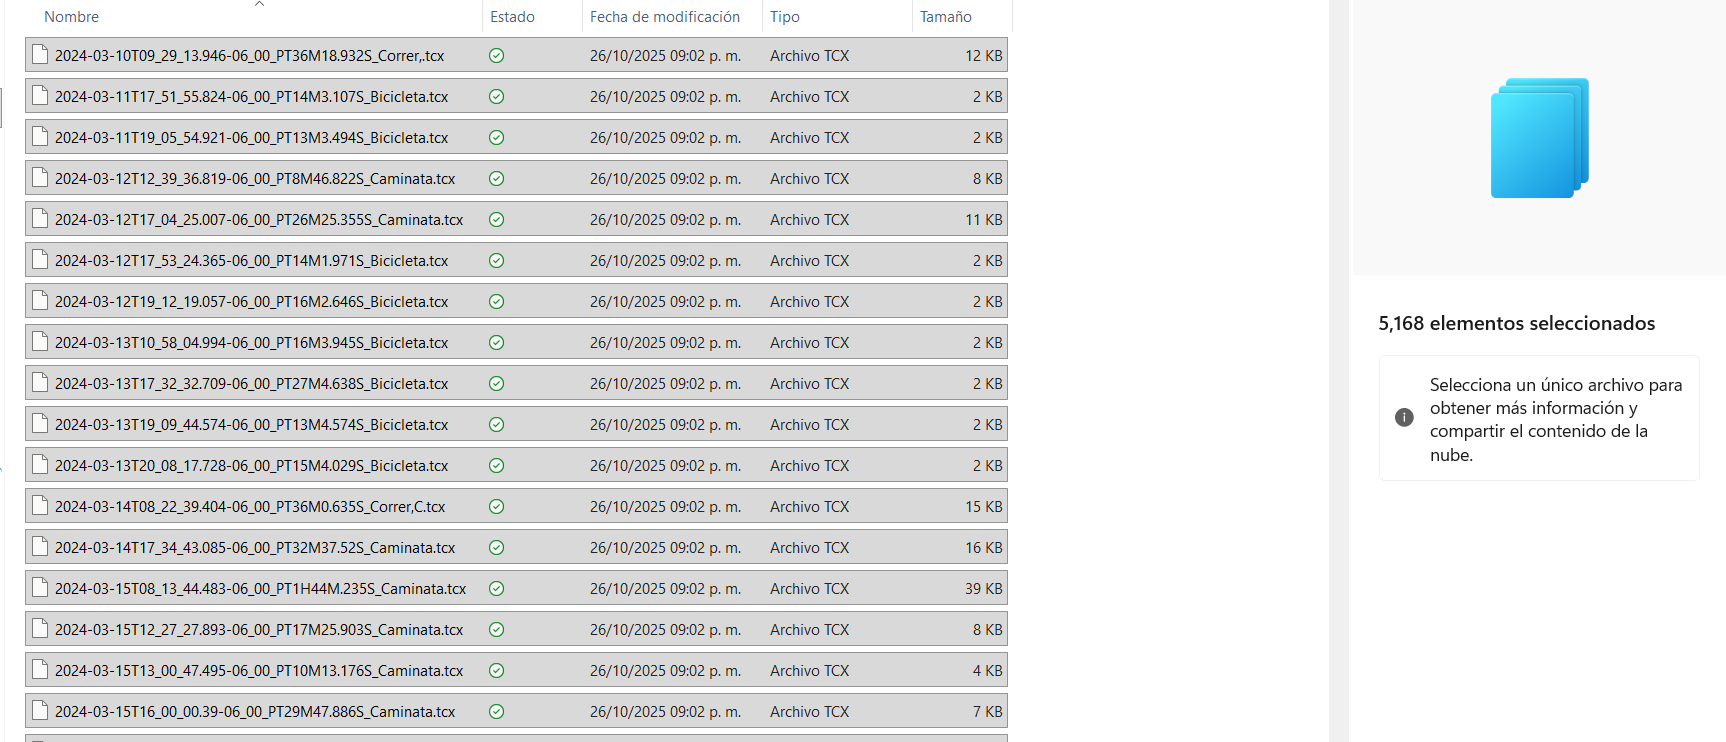 Nombre Estado Fecha de modificación Tipo Tamaño
2024-03-10T09_29_13.946-06_00_PT36M18.932S_Correr,.tcx 26/10/2025 09:02 p. m. Archivo TCX 12 KB
2024-03-11T17_51_55.824-06_00_PT14M3.107S_Bicicleta.tcx 26/10/2025 09:02 p. m. Archivo TCX 2 KB
2024-03-11T19_05_54.921-06_00_PT13M3.494S_Bicicleta.tcx 26/10/2025 09:02 p. m. Archivo TCX 2 KB
2024-03-12T12_39_36.819-06_00_PT8M46.822S_Caminata.tcx 26/10/2025 09:02 p. m. Archivo TCX 8 KB
2024-03-12T17_04_25.007-06_00_PT26M25.355S_Caminata.tcx 26/10/2025 09:02 p. m. Archivo TCX 11 KB
2024-03-12T17_53_24.365-06_00_PT14M1.971S_Bicicleta.tcx 26/10/2025 09:02 p. m. Archivo TCX 2 KB
2024-03-12T19_12_19.057-06_00_PT16M2.646S_Bicicleta.tcx 26/10/2025 09:02 p. m. Archivo TCX 2 KB
2024-03-13T10_58_04.994-06_00_PT16M3.945S_Bicicleta.tcx 26/10/2025 09:02 p. m. Archivo TCX 2 KB
2024-03-13T17_32_32.709-06_00_PT27M4.638S_Bicicleta.tcx 26/10/2025 09:02 p. m. Archivo TCX 2 KB
2024-03-13T19_09_44.574-06_00_PT13M4.574S_Bicicleta.tcx 26/10/2025 09:02 p. m. Archivo TCX 2 KB
2024-03-13T20_08_17.728-06_00_PT15M4.029S_Bicicleta.tcx 26/10/2025 09:02 p. m. Archivo TCX 2 KB
2024-03-14T08_22_39.404-06_00_PT36M0.635S_Correr,C.tcx 26/10/2025 09:02 p. m. Archivo TCX 15 KB
2024-03-14T17_34_43.085-06_00_PT32M37.52S_Caminata.tcx 26/10/2025 09:02 p. m. Archivo TCX 16 KB
2024-03-15T08_13_44.483-06_00_PT1H44M.235S_Caminata.tcx 26/10/2025 09:02 p. m. Archivo TCX 39 KB
2024-03-15T12_27_27.893-06_00_PT17M25.903S_Caminata.tcx 26/10/2025 09:02 p. m. Archivo TCX 8 KB
2024-03-15T13_00_47.495-06_00_PT10M13.176S_Caminata.tcx 26/10/2025 09:02 p. m. Archivo TCX 4 KB
2024-03-15T16_00_00.39-06_00_PT29M47.886S_Caminata.tcx 26/10/2025 09:02 p. m. Archivo TCX 7 KB
5,168 elementos seleccionados
Selecciona un único archivo para
obtener más información y
compartir el contenido de la
nube.